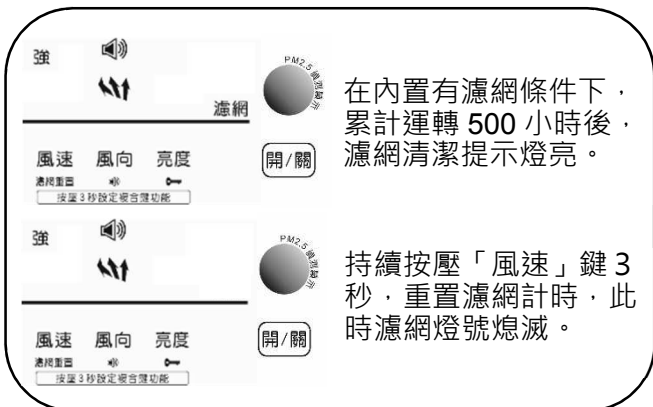 強
濾網
PM2.5
風速 風向 亮度
濾網重置
開/關
按壓3秒設定複合鍵功能
在內置有濾網條件下，
累計運轉 500 小時後，
濾網清潔提示燈亮。
強
PM2.5
風速 風向 亮度
濾網重置
開/關
按壓3秒設定複合鍵功能
持續按壓「風速」鍵 3
秒，重置濾網計時，此
時濾網燈號熄滅。